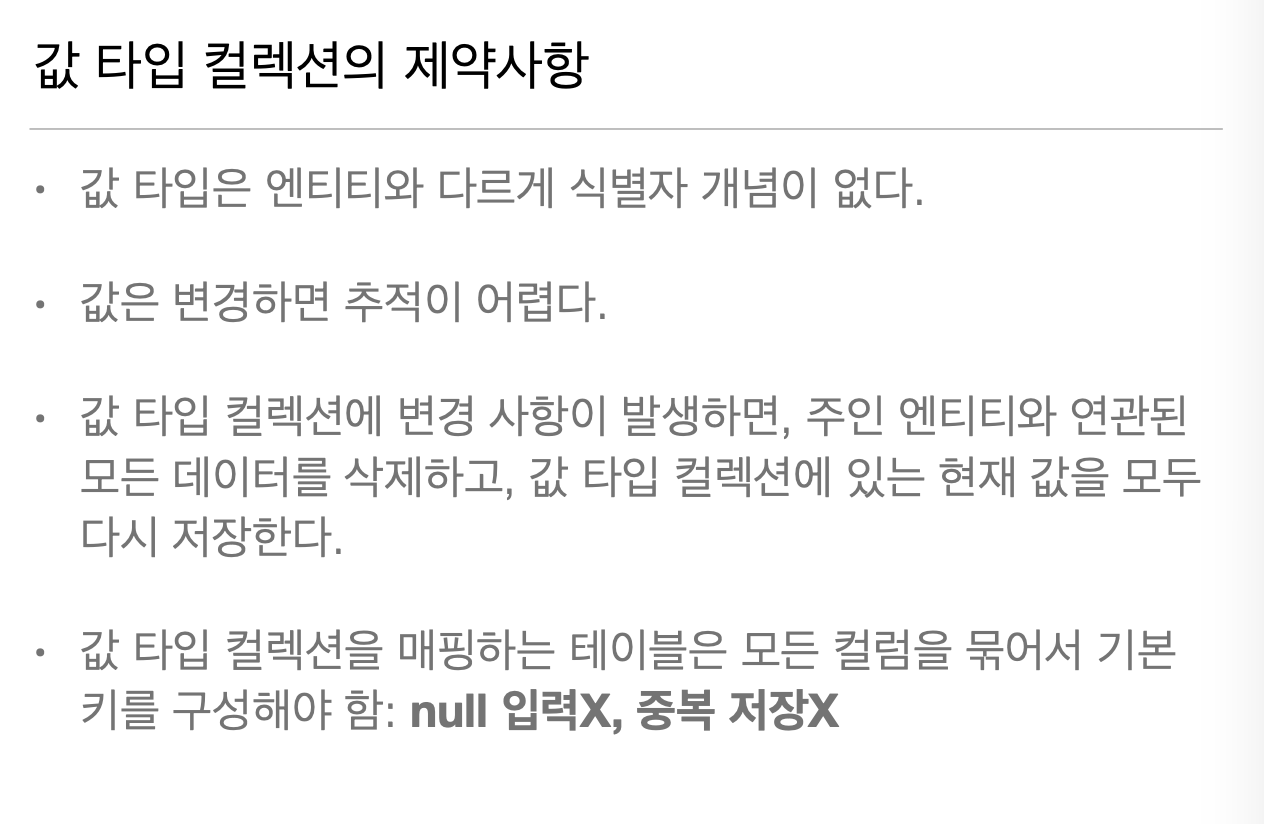 값 타입 컬렉션의 제약사항
• 값 타입은 엔티티와 다르게 식별자 개념이 없다.
• 값은 변경하면 추적이 어렵다.
• 값 타입 컬렉션에 변경 사항이 발생하면, 주인 엔티티와 연관된
모든 데이터를 삭제하고, 값 타입 컬렉션에 있는 현재 값을 모두
다시 저장한다.
• 값 타입 컬렉션을 매핑하는 테이블은 모든 컬럼을 묶어서 기본
키를 구성해야 함: null 입력X, 중복 저장X